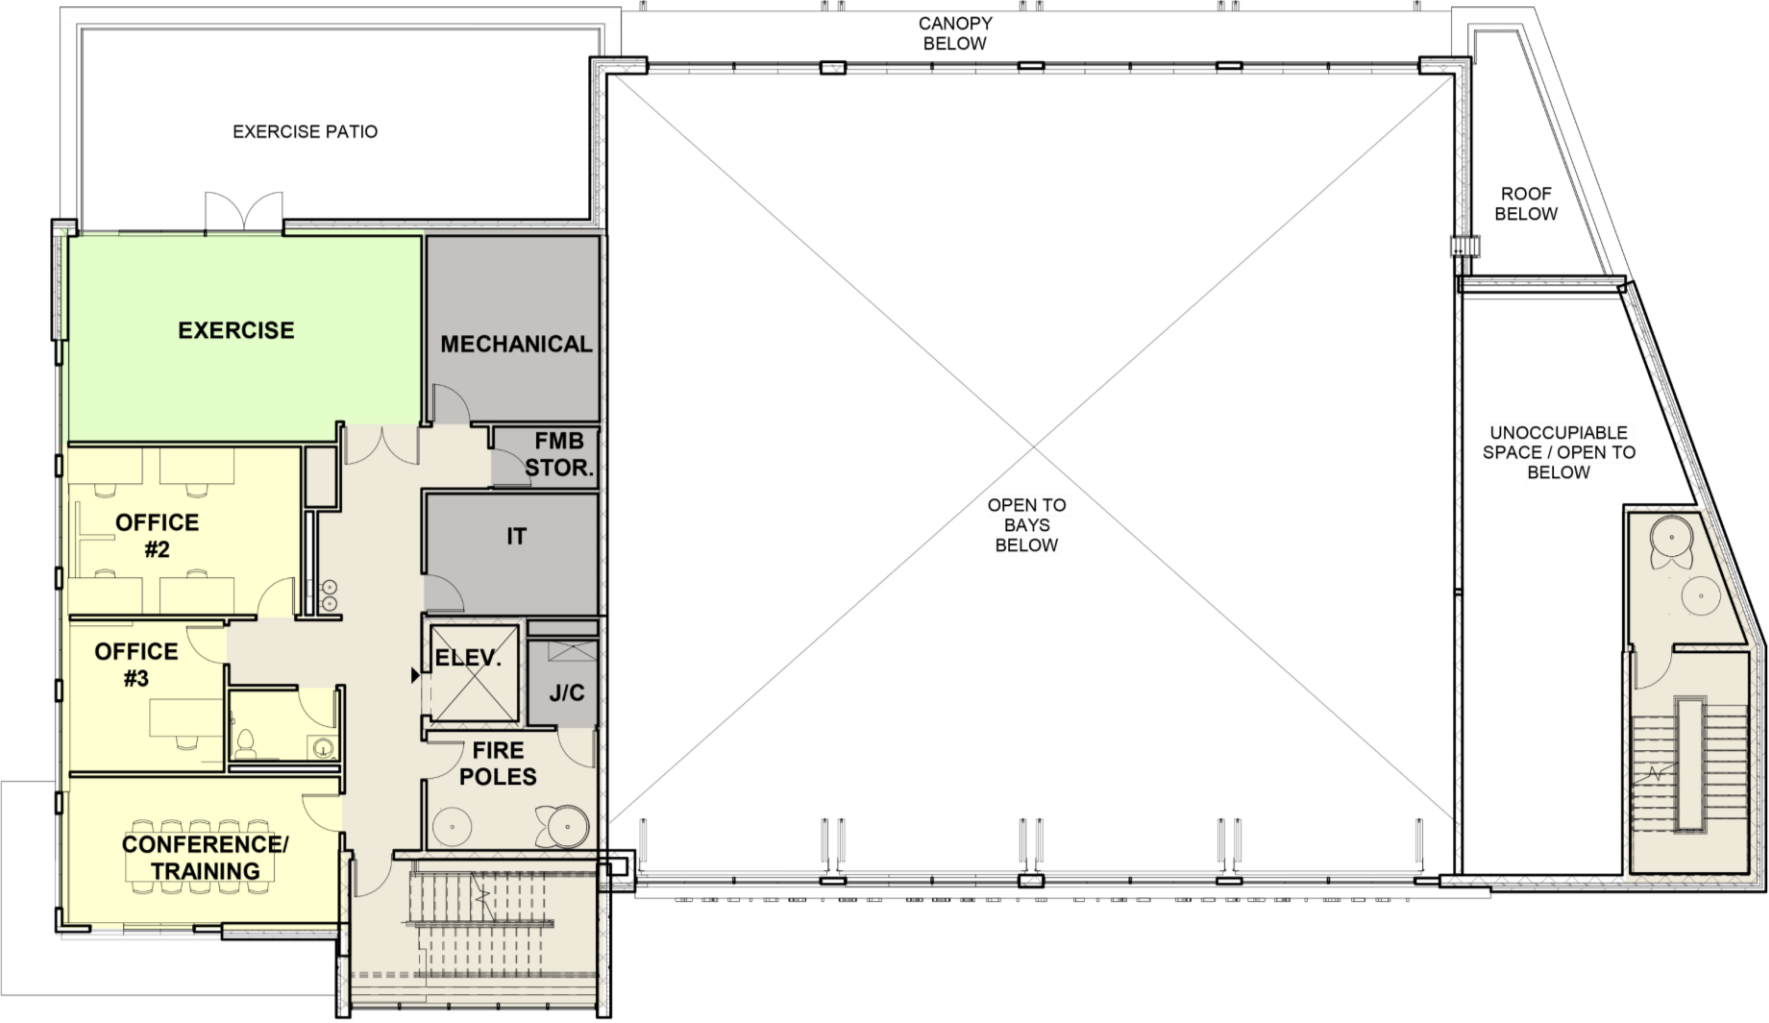 CANOPY
BELOW
EXERCISE PATIO
ROOF
BELOW
EXERCISE
MECHANICAL
FMB
STOR.
UNOCCUPIABLE
SPACE / OPEN TO
BELOW
OFFICE
#2
IT
OPEN TO
BAYS
BELOW
OFFICE
#3
ELEV.
J/C
FIRE
POLES
CONFERENCE/
TRAINING